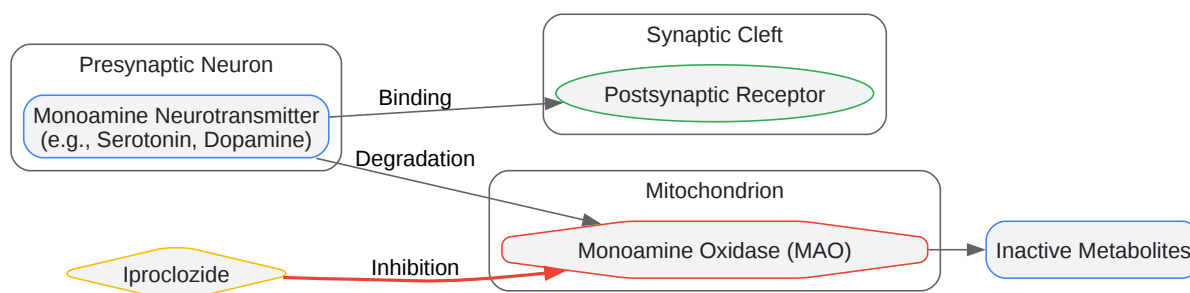 Synaptic Cleft
Presynaptic Neuron
Binding
Postsynaptic Receptor
Monoamine Neurotransmitter
(e.g., Serotonin, Dopamine)
Degradation
Mitochondrion
Monoamine Oxidase (MAO)
Inactive Metabolites
Inhibition
Iproclozide